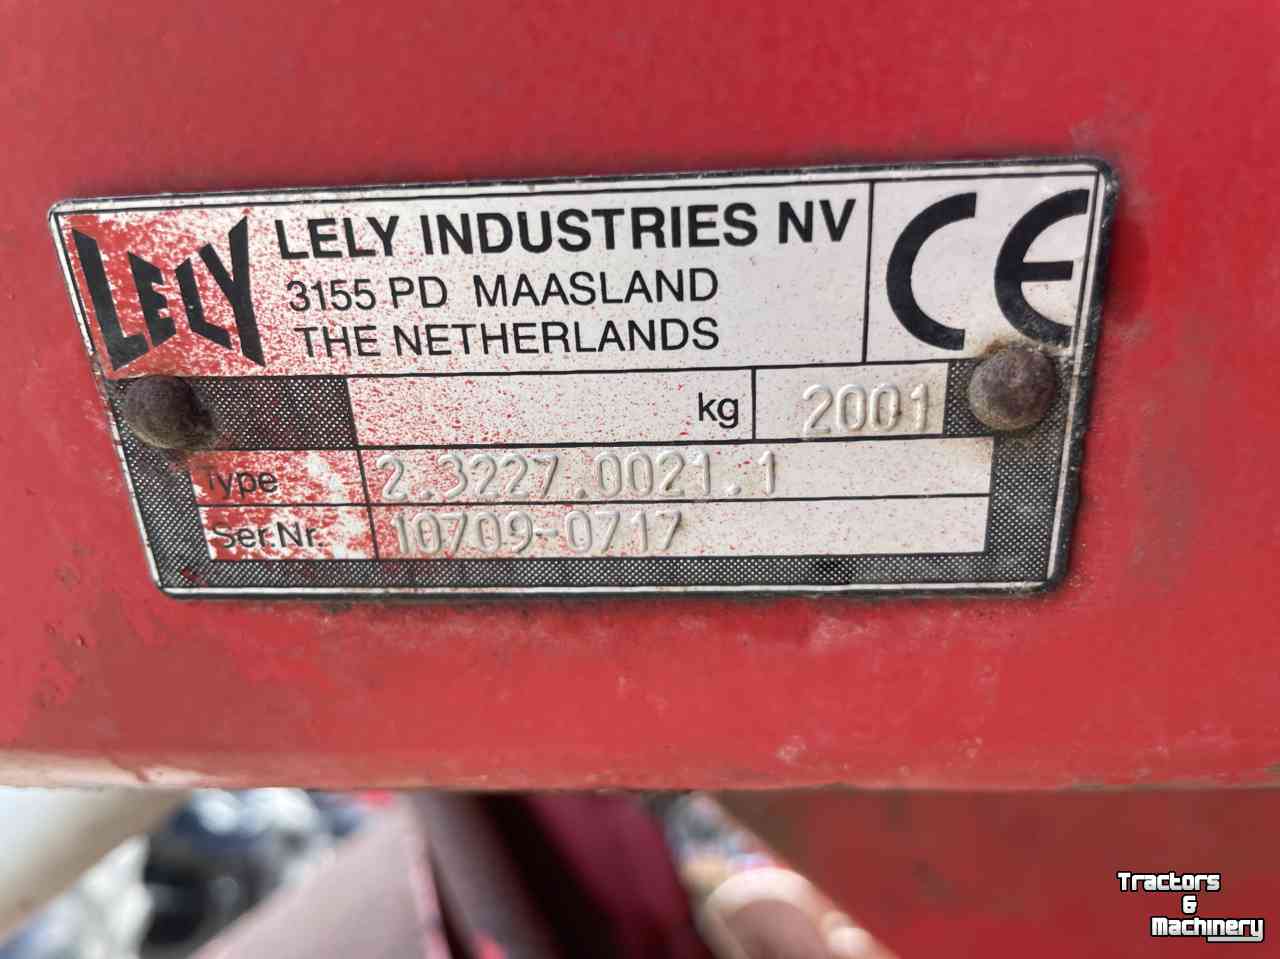 LELY
LELY INDUSTRIES NV
3155 PD MAASLAND
THE NETHERLANDS
CE
kg 2001
Type 2.3227.0021.1
Ser.Nr. 10709-0717
Tractors
&
Machinery